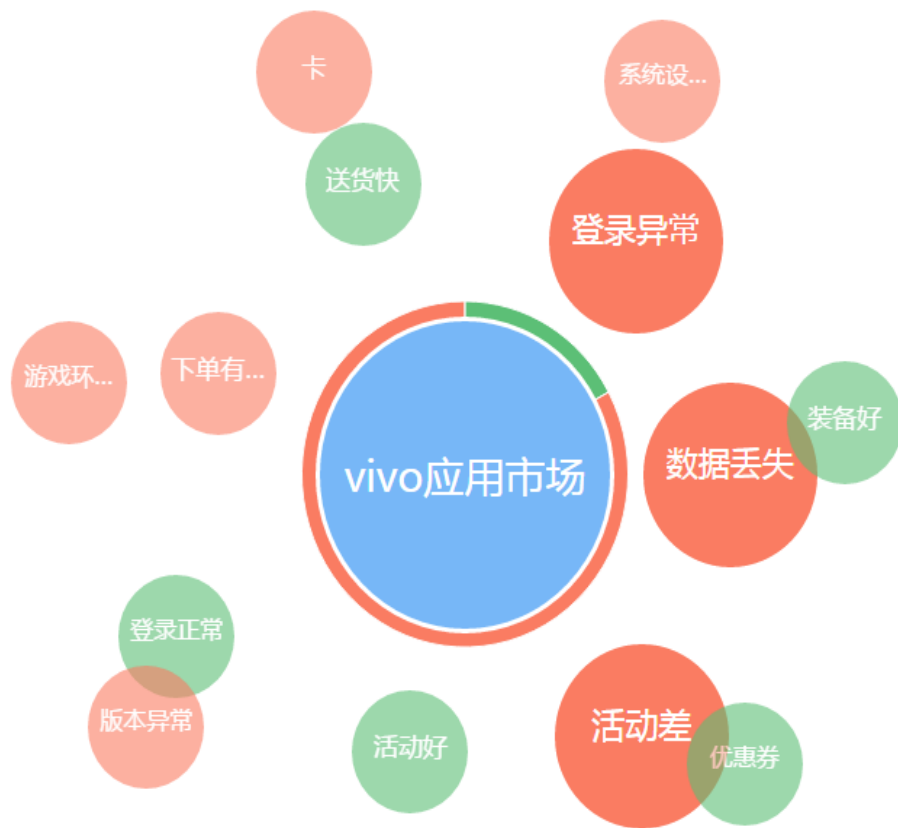 卡
系统设...
送货快
登录异常
游戏环...
下单有...
装备好
数据丢失
vivo应用市场
登录正常
版本异常
活动差
活动好
优惠券